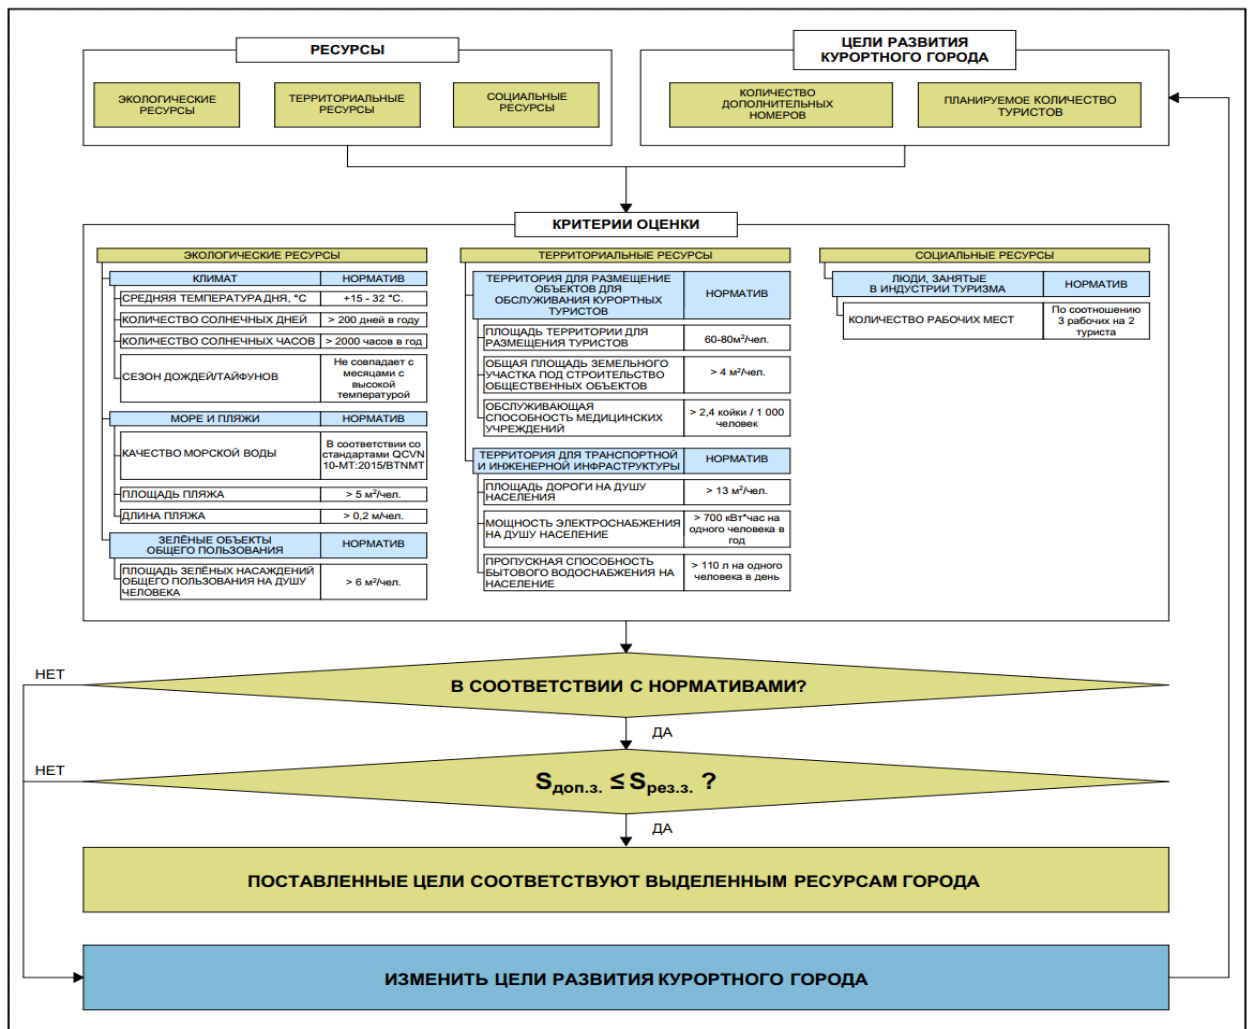 РЕСУРСЫ
ЭКОЛОГИЧЕСКИЕ
РЕСУРСЫ
ТЕРРИТОРИАЛЬНЫЕ
РЕСУРСЫ
СОЦИАЛЬНЫЕ
РЕСУРСЫ
ЦЕЛИ РАЗВИТИЯ
КУРОРТНОГО ГОРОДА
КОЛИЧЕСТВО
ДОПОЛНИТЕЛЬНЫХ
НОМЕРОВ
ПЛАНИРУЕМОЕ КОЛИЧЕСТВО
ТУРИСТОВ
КРИТЕРИИ ОЦЕНКИ
ЭКОЛОГИЧЕСКИЕ РЕСУРСЫ
КЛИМАТ
НОРМАТИВ
СРЕДНЯЯ ТЕМПЕРАТУРА ДНЯ, °C
+15 - 32 °C.
КОЛИЧЕСТВО СОЛНЕЧНЫХ ДНЕЙ
> 200 дней в году
КОЛИЧЕСТВО СОЛНЕЧНЫХ ЧАСОВ
> 2000 часов в год
СЕЗОН ДОЖДЕЙ/ТАЙФУНОВ
Не совпадает с
месяцами с
высокой
температурой
МОРЕ И ПЛЯЖИ
НОРМАТИВ
КАЧЕСТВО МОРСКОЙ ВОДЫ
В соответствии со
стандартами QCVN
10-MT:2015/BTNMT
ПЛОЩАДЬ ПЛЯЖА
> 5 м²/чел.
ДЛИНА ПЛЯЖА
> 0,2 м/чел.
ЗЕЛЁНЫЕ ОБЪЕКТЫ
ОБЩЕГО ПОЛЬЗОВАНИЯ
НОРМАТИВ
ПЛОЩАДЬ ЗЕЛЁНЫХ НАСАЖДЕНИЙ
ОБЩЕГО ПОЛЬЗОВАНИЯ НА ДУШУ
ЧЕЛОВЕКА
> 6 м²/чел.
ТЕРРИТОРИАЛЬНЫЕ РЕСУРСЫ
ТЕРРИТОРИЯ ДЛЯ РАЗМЕЩЕНИЕ
ОБЪЕКТОВ ДЛЯ
ОБСЛУЖИВАНИЯ КУРОРТНЫХ
ТУРИСТОВ
НОРМАТИВ
ПЛОЩАДЬ ТЕРРИТОРИИ ДЛЯ
РАЗМЕЩЕНИЯ ТУРИСТОВ
60-80м²/чел.
ОБЩАЯ ПЛОЩАДЬ ЗЕМЕЛЬНОГО
УЧАСТКА ПОД СТРОИТЕЛЬСТВО
ОБЩЕСТВЕННЫХ ОБЪЕКТОВ
> 4 м²/чел.
ОБСЛУЖИВАЮЩАЯ
СПОСОБНОСТЬ МЕДИЦИНСКИХ
УЧРЕЖДЕНИЙ
> 2,4 койки / 1 000
человек
ТЕРРИТОРИЯ ДЛЯ ТРАНСПОРТНОЙ
И ИНЖЕНЕРНОЙ ИНФРАСТРУКТУРЫ
НОРМАТИВ
ПЛОЩАДЬ ДОРОГИ НА ДУШУ
НАСЕЛЕНИЯ
> 13 м²/чел.
МОЩНОСТЬ ЭЛЕКТРОСНАБЖЕНИЯ
НА ДУШУ НАСЕЛЕНИЕ
> 700 кВт*час на
одного человека в
год
ПРОПУСКНАЯ СПОСОБНОСТЬ
БЫТОВОГО ВОДОСНАБЖЕНИЯ НА
НАСЕЛЕНИЕ
> 110 л на одного
человека в день
СОЦИАЛЬНЫЕ РЕСУРСЫ
ЛЮДИ, ЗАНЯТЫЕ
В ИНДУСТРИИ ТУРИЗМА
НОРМАТИВ
КОЛИЧЕСТВО РАБОЧИХ МЕСТ
По соотношению
3 рабочих на 2
туриста
НЕТ
В СООТВЕТСТВИИ С НОРМАТИВАМИ?
ДА
НЕТ
Sдоп.з. ≤ Sрез.з. ?
ДА
ПОСТАВЛЕННЫЕ ЦЕЛИ СООТВЕТСТВУЮТ ВЫДЕЛЕННЫМ РЕСУРСАМ ГОРОДА
ИЗМЕНИТЬ ЦЕЛИ РАЗВИТИЯ КУРОРТНОГО ГОРОДА